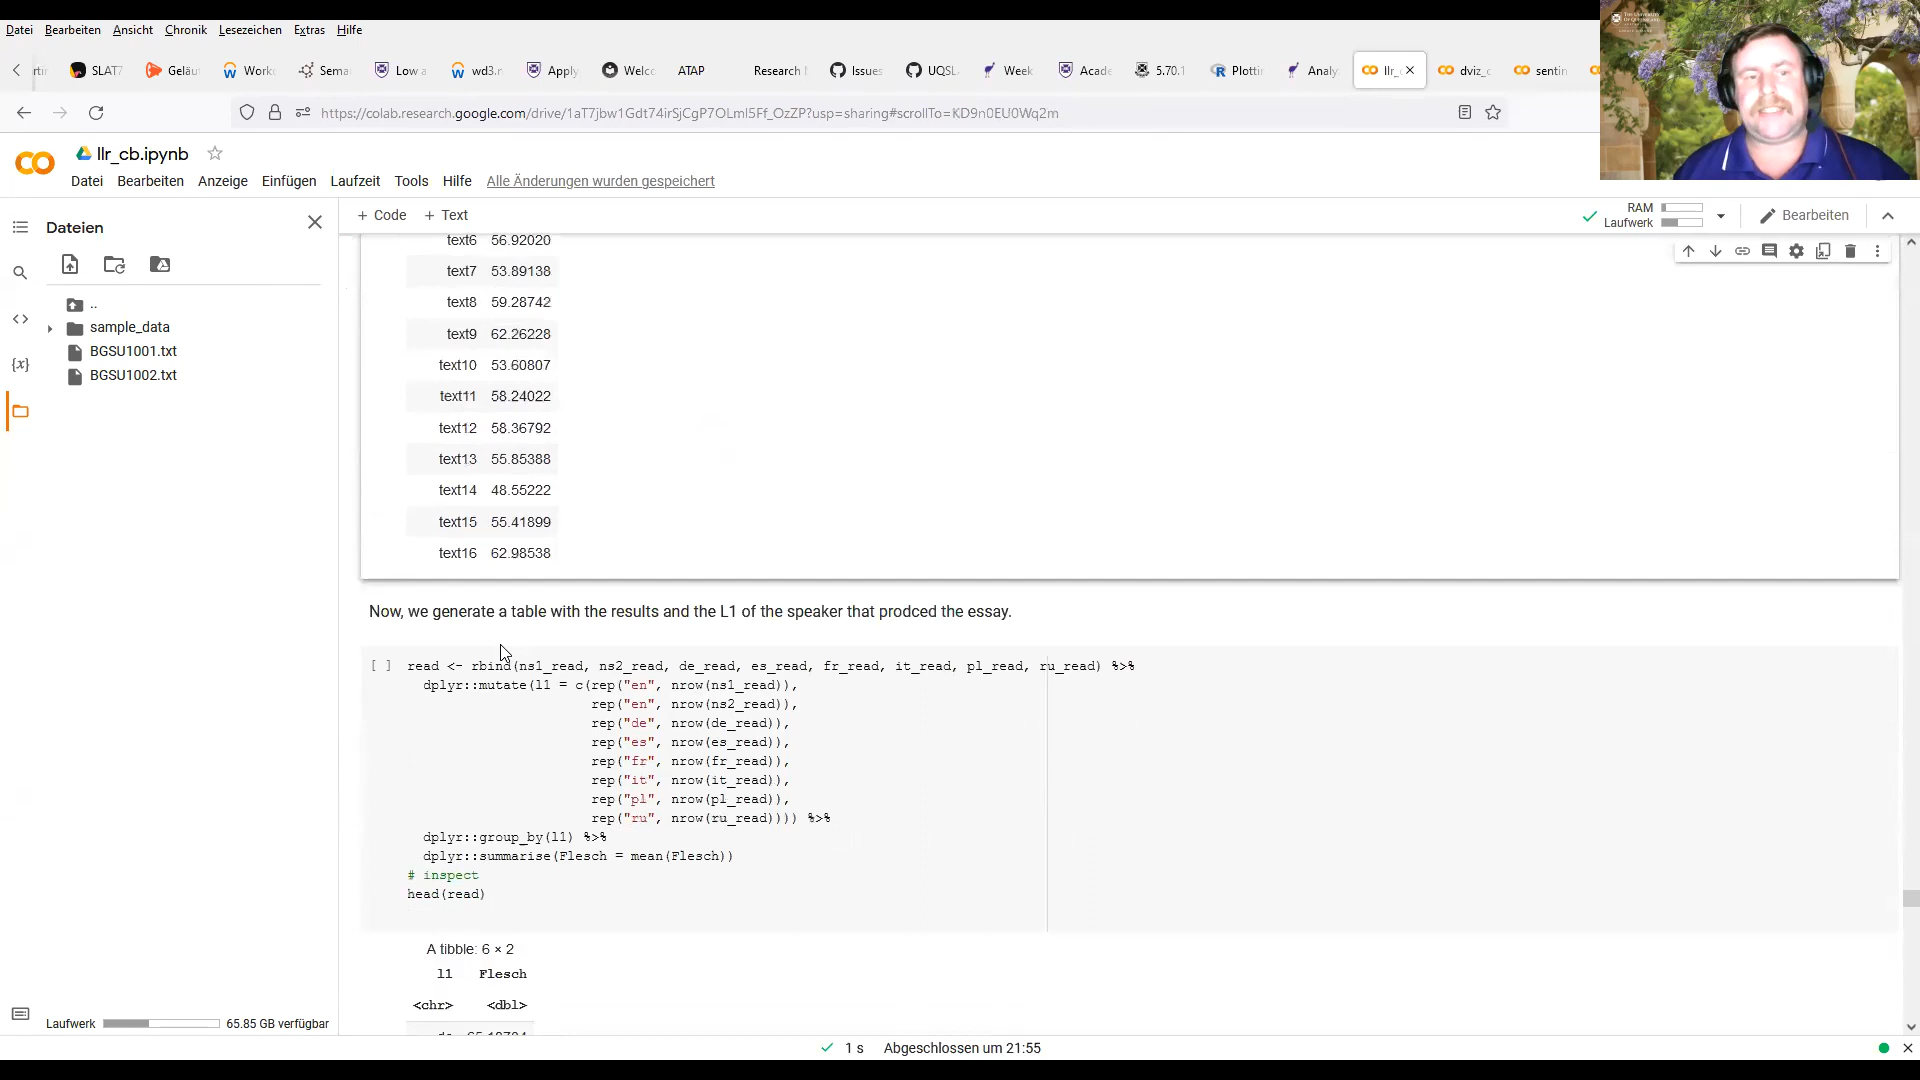 Datei Bearbeiten Ansicht Chronik Lesezeichen Extras Hilfe
SLAT7 Geläu Work Sema Low a wd3.r Apply Welco ATAP Research Issues UQSL Week Acade 5.70.1 Plottin Analy llr_ dviz_c sentin
https://colab.research.google.com/drive/1aT7jbw1Gdt74irSjCgP7OLmI5Ff_OzZP?usp=sharing#scrollTo=KD9n0EU0Wq2m
llr_cb.ipynb
Datei Bearbeiten Anzeige Einfügen Laufzeit Tools Hilfe Alle Änderungen wurden gespeichert
Dateien
+ Code + Text
RAM
Laufwerk
Bearbeiten
..
sample_data
BGSU1001.txt
BGSU1002.txt
{x}
text6 56.92020
text7 53.89138
text8 59.28742
text9 62.26228
text10 53.60807
text11 58.24022
text12 58.36792
text13 55.85388
text14 48.55222
text15 55.41899
text16 62.98538
Now, we generate a table with the results and the L1 of the speaker that prodced the essay.
[ ] read <- rbind(ns1_read, ns2_read, de_read, es_read, fr_read, it_read, pl_read, ru_read) %>%
dplyr::mutate(l1 = c(rep("en", nrow(ns1_read)),
rep("en", nrow(ns2_read)),
rep("de", nrow(de_read)),
rep("es", nrow(es_read)),
rep("fr", nrow(fr_read)),
rep("it", nrow(it_read)),
rep("pl", nrow(pl_read)),
rep("ru", nrow(ru_read)))) %>%
dplyr::group_by(l1) %>%
dplyr::summarise(Flesch = mean(Flesch))
# inspect
head(read)
A tibble: 6 × 2
l1 Flesch
<chr> <dbl>
Laufwerk 65.85 GB verfügbar
1 s Abgeschlossen um 21:55